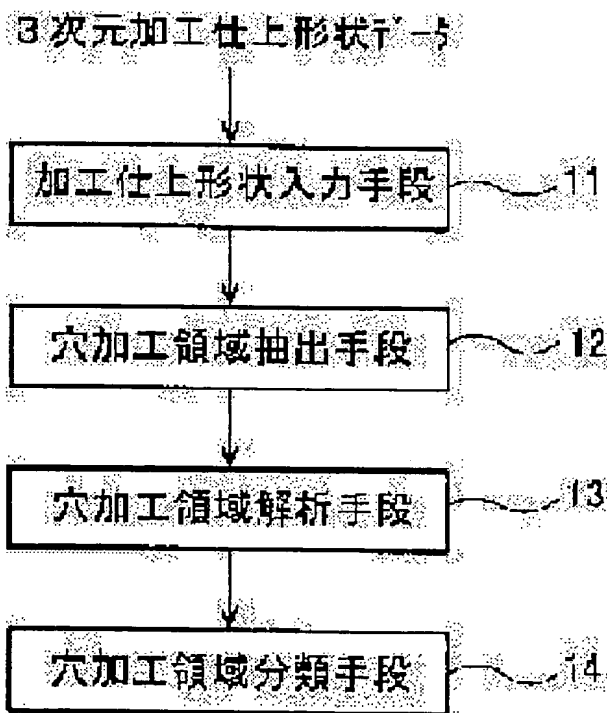 3次元加工仕上形状データ
加工仕上形状入力手段 11
穴加工領域抽出手段 12
穴加工領域解析手段 13
穴加工領域分類手段 14